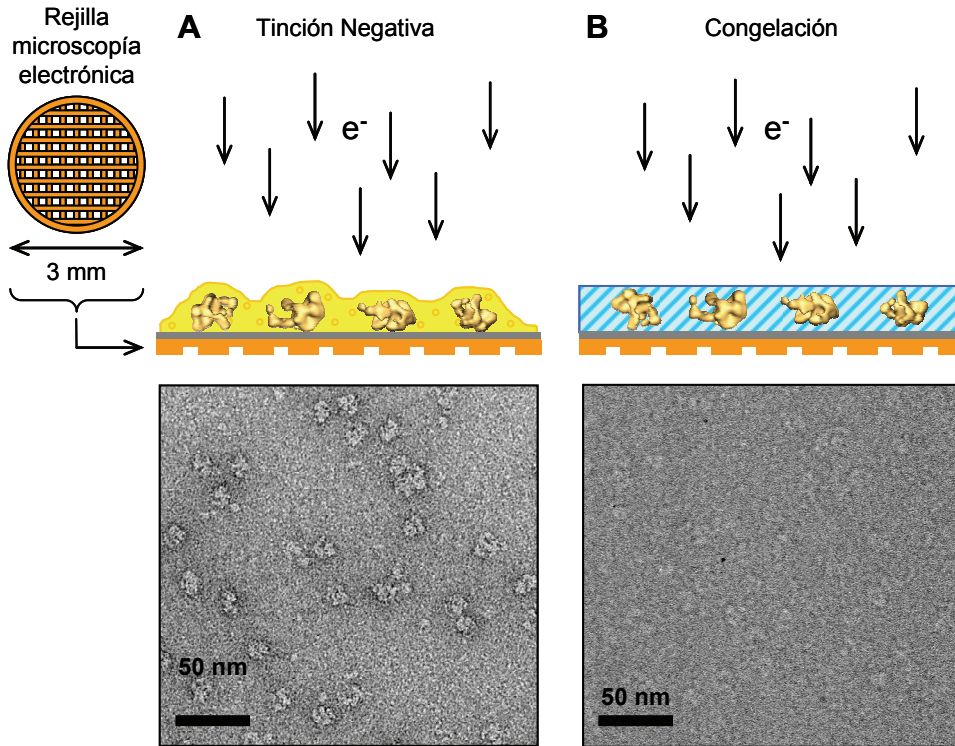 Rejilla
microscopía
electrónica
3 mm
A Tinción Negativa
e-
50 nm
B Congelación
e-
50 nm